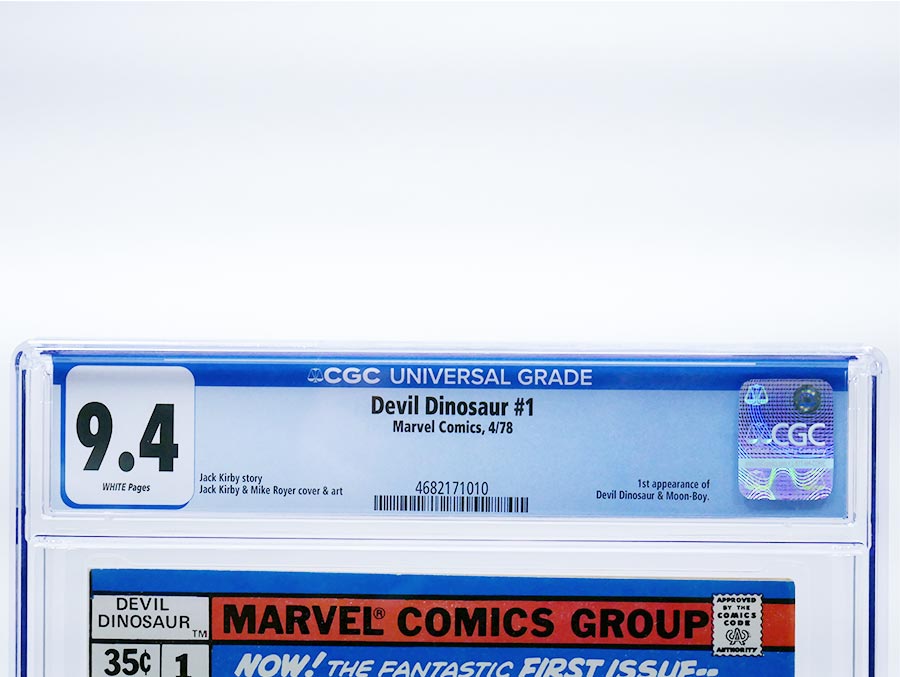 CGC UNIVERSAL GRADE
Devil Dinosaur #1
Marvel Comics, 4/78
9.4
WHITE Pages
Jack Kirby story
Jack Kirby & Mike Royer cover & art
4682171010
1st appearance of
Devil Dinosaur & Moon-Boy.
CGC
DEVIL
DINOSAUR TM
MARVEL® COMICS GROUP
APPROVED
BY THE
COMICS
CODE
AUTHORITY
35¢ 1
NOW! THE FANTASTIC FIRST ISSUE--